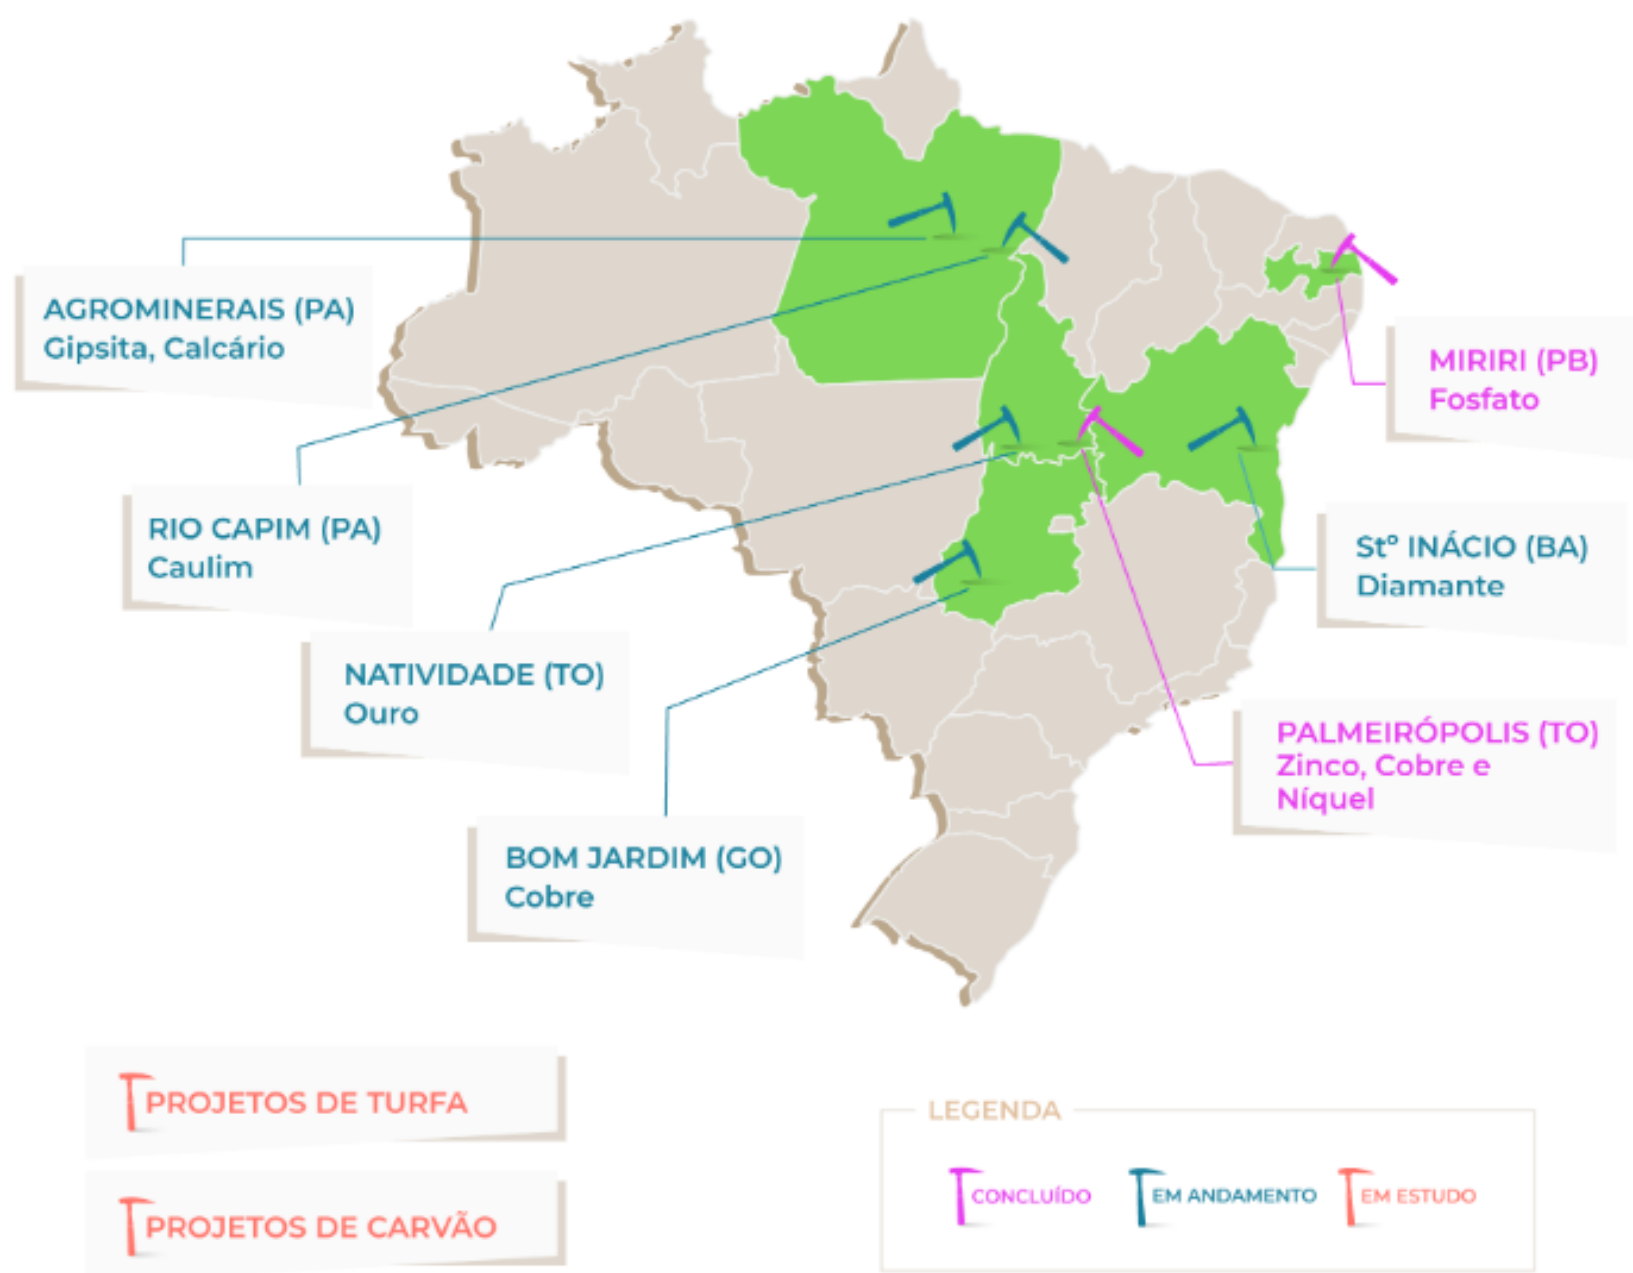 AGROMINERAIS (PA)
Gipsita, Calcário
RIO CAPIM (PA)
Caulim
NATIVIDADE (TO)
Ouro
BOM JARDIM (GO)
Cobre
MIRIRI (PB)
Fosfato
Stº INÁCIO (BA)
Diamante
PALMEIRÓPOLIS (TO)
Zinco, Cobre e
Níquel
PROJETOS DE TURFA
PROJETOS DE CARVÃO
LEGENDA
CONCLUÍDO
EM ANDAMENTO
EM ESTUDO